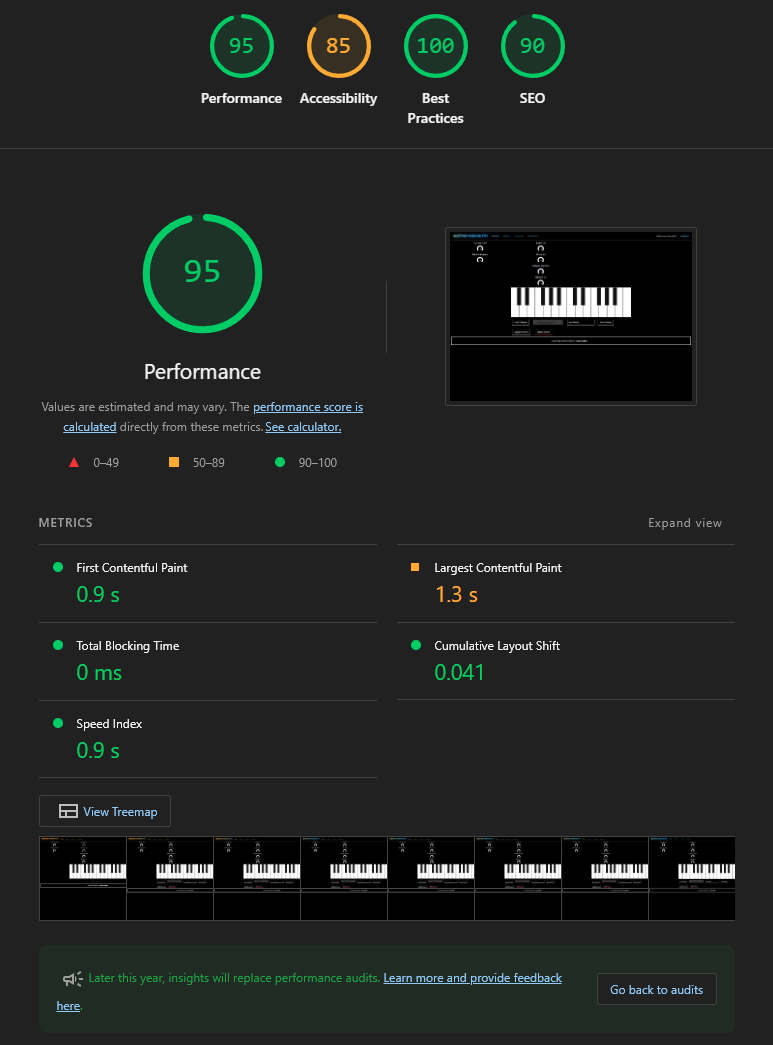 95
85
100
90
Performance
Accessibility
Best
Practices
SEO
95
Performance
Values are estimated and may vary. The performance score is
calculated directly from these metrics. See calculator.
0–49
50–89
90–100
METRICS
Expand view
First Contentful Paint
0.9 s
Largest Contentful Paint
1.3 s
Total Blocking Time
0 ms
Cumulative Layout Shift
0.041
Speed Index
0.9 s
View Treemap
Later this year, insights will replace performance audits. Learn more and provide feedback
here.
Go back to audits